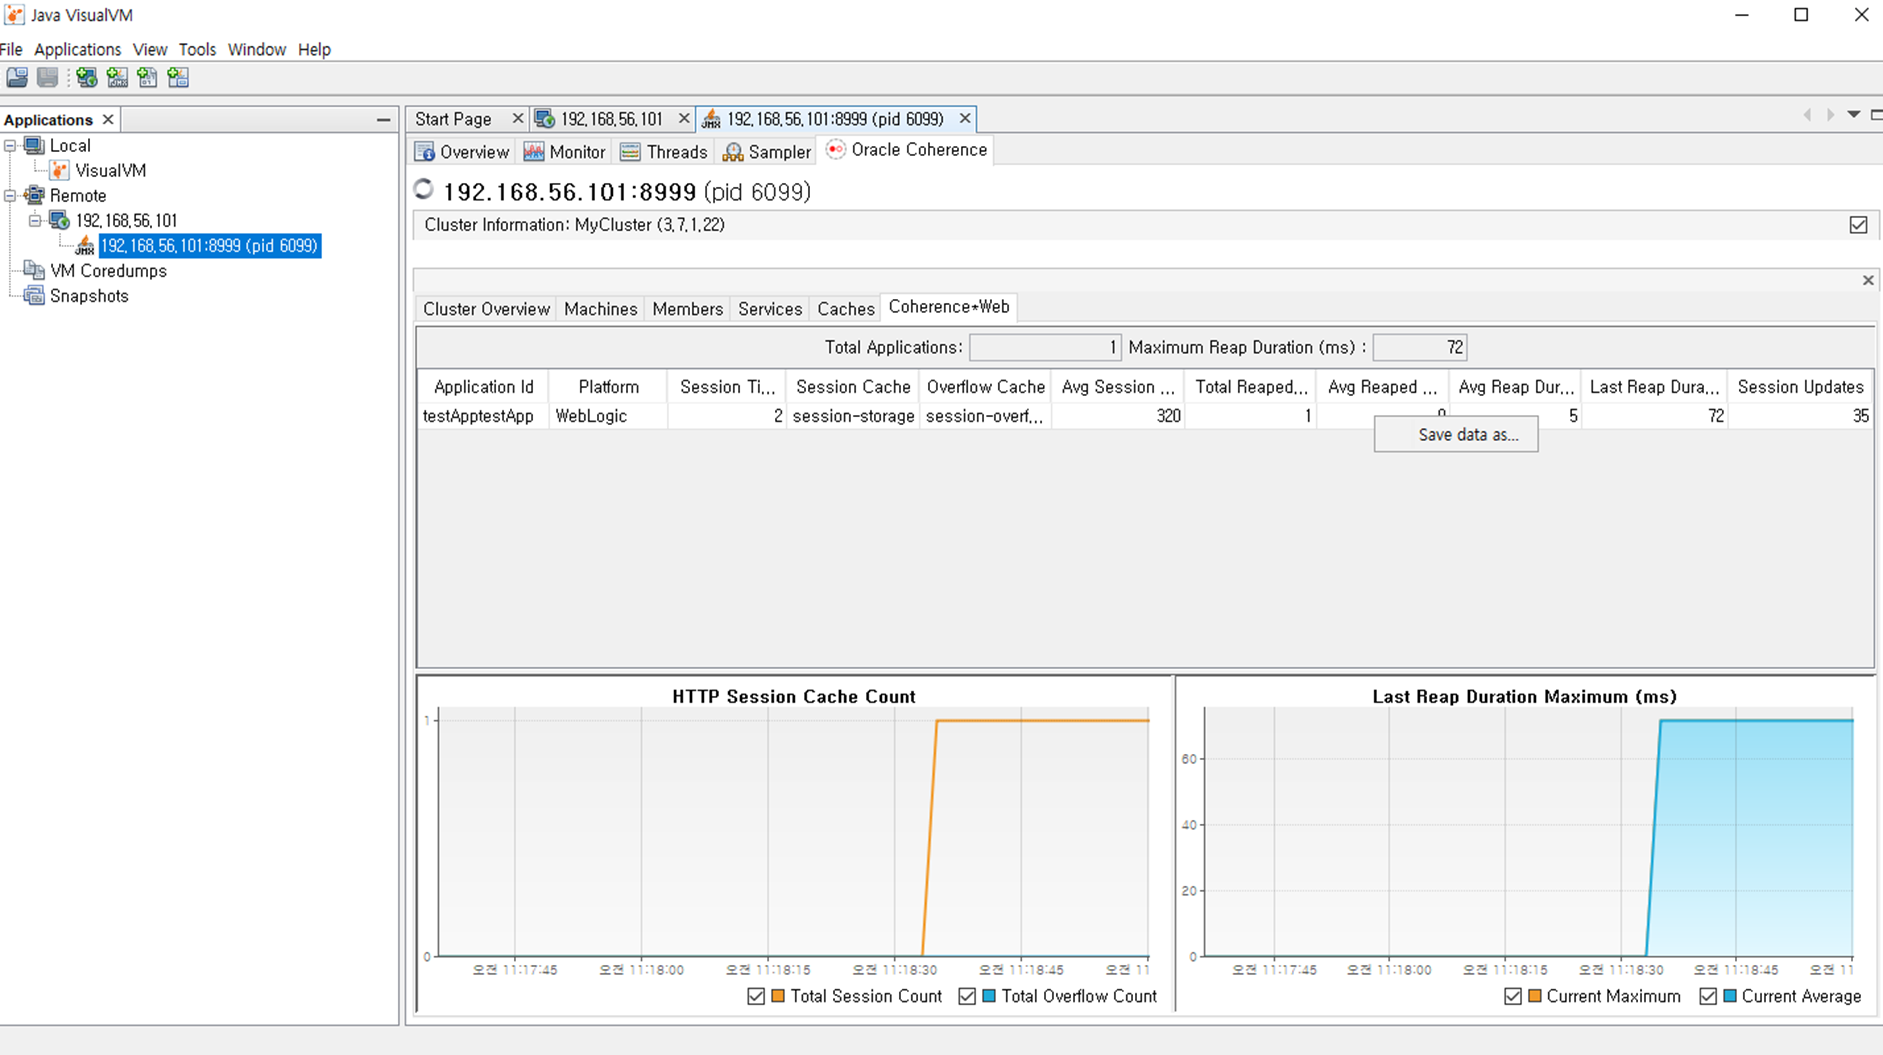 Java VisualVM
File Applications View Tools Window Help
Applications
Local
VisualVM
Remote
192,168,56,101
192,168,56,101:8999 (pid 6099)
VM Coredumps
Snapshots
Start Page 192,168,56,101 192,168,56,101:8999 (pid 6099)
Overview Monitor Threads Sampler Oracle Coherence
192.168.56.101:8999 (pid 6099)
Cluster Information: MyCluster (3,7,1,22)
Cluster Overview Machines Members Services Caches Coherence*Web
Total Applications: 1 Maximum Reap Duration (ms) : 72
Application Id Platform Session Ti... Session Cache Overflow Cache Avg Session ... Total Reaped... Avg Reaped ... Avg Reap Dur... Last Reap Dura... Session Updates
testApptestApp WebLogic 2 session-storage session-overf... 320 1 0 5 72 35
Save data as...
HTTP Session Cache Count
1
0
오전 11:17:45 오전 11:18:00 오전 11:18:15 오전 11:18:30 오전 11:18:45 오전 11
Total Session Count Total Overflow Count
Last Reap Duration Maximum (ms)
60
40
20
0
오전 11:17:45 오전 11:18:00 오전 11:18:15 오전 11:18:30 오전 11:18:45 오전 11
Current Maximum Current Average